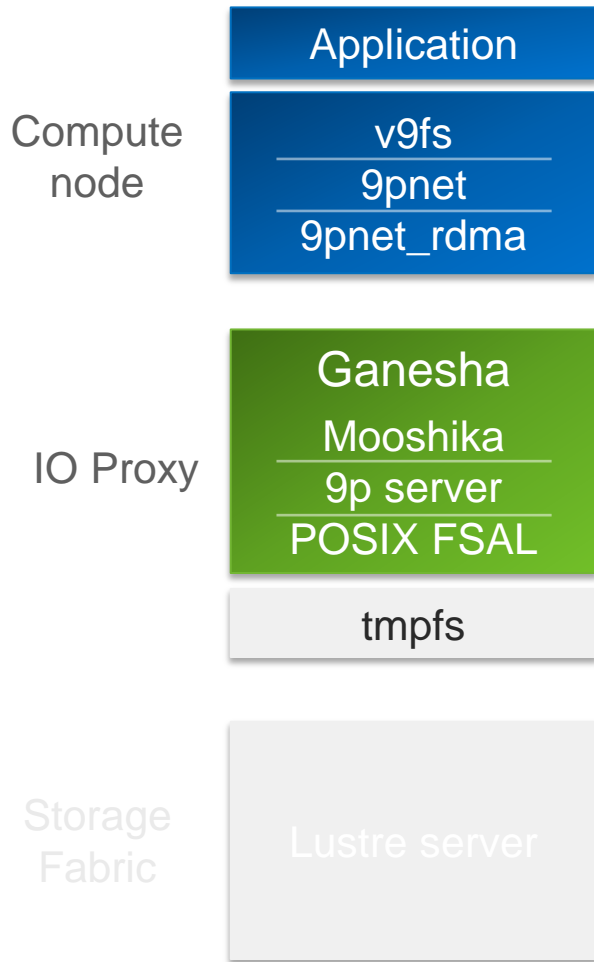 Application
Compute
node
v9fs
9pnet
9pnet_rdma
IO Proxy
Ganesha
Mooshika
9p server
POSIX FSAL
tmpfs
Storage
Fabric
Lustre server